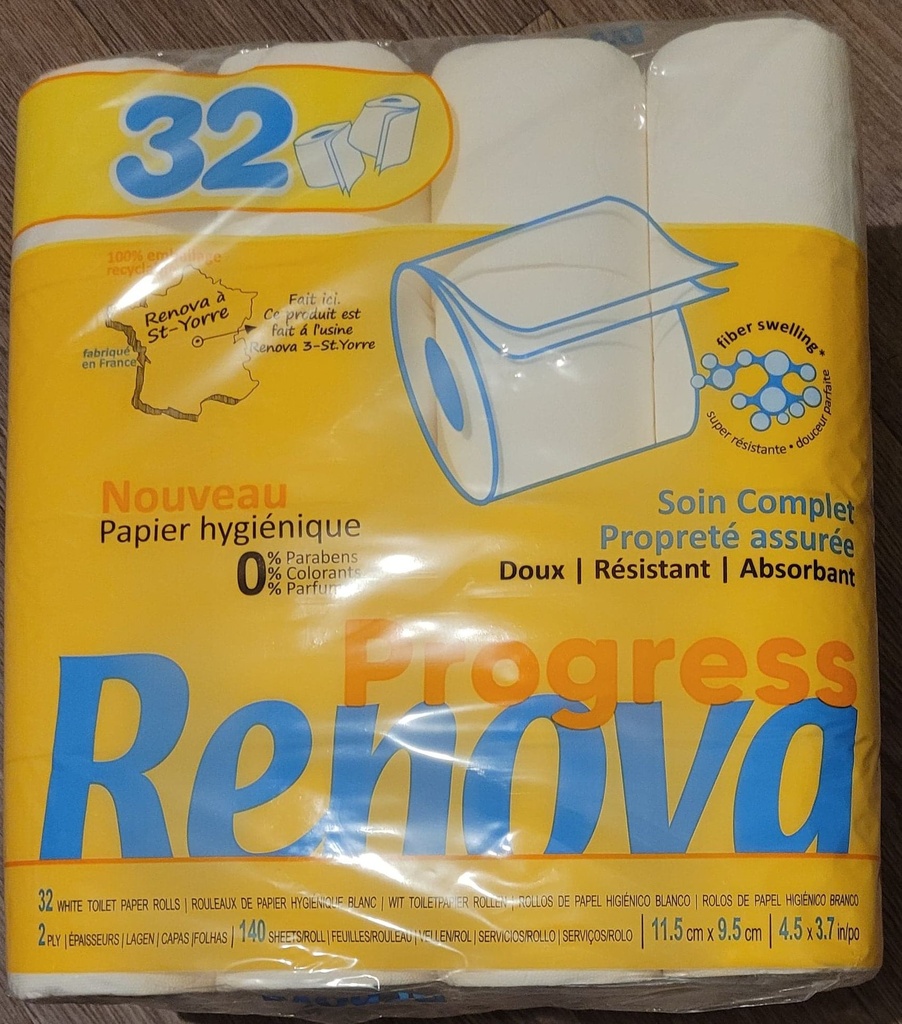 32
100% emballage
recyclable
Renova à
St-Yorre
Fait ici.
Ce produit est
fait á l'usine
Renova 3-St.Yorre
fabriqué
en France
fiber swelling*
super résistante • douceur parfaite
Nouveau
Papier hygiénique
0% Parabens
% Colorants
% Parfum
Soin Complet
Propreté assurée
Doux | Résistant | Absorbant
Progress
Renova
32 WHITE TOILET PAPER ROLLS | ROULEAUX DE PAPIER HYGIÉNIQUE BLANC | WIT TOILETPAPIER ROLLEN | ROLLOS DE PAPEL HIGIÉNICO BLANCO | ROLOS DE PAPEL HIGIÉNICO BRANCO
2 PLY | ÉPAISSEURS | LAGEN | CAPAS | FOLHAS | 140 SHEETS/ROLL | FEUILLES/ROULEAU | VELLEN/ROL | SERVICIOS/ROLLO | SERVIÇOS/ROLO | 11.5 cm x 9.5 cm | 4.5 x 3.7 in/po